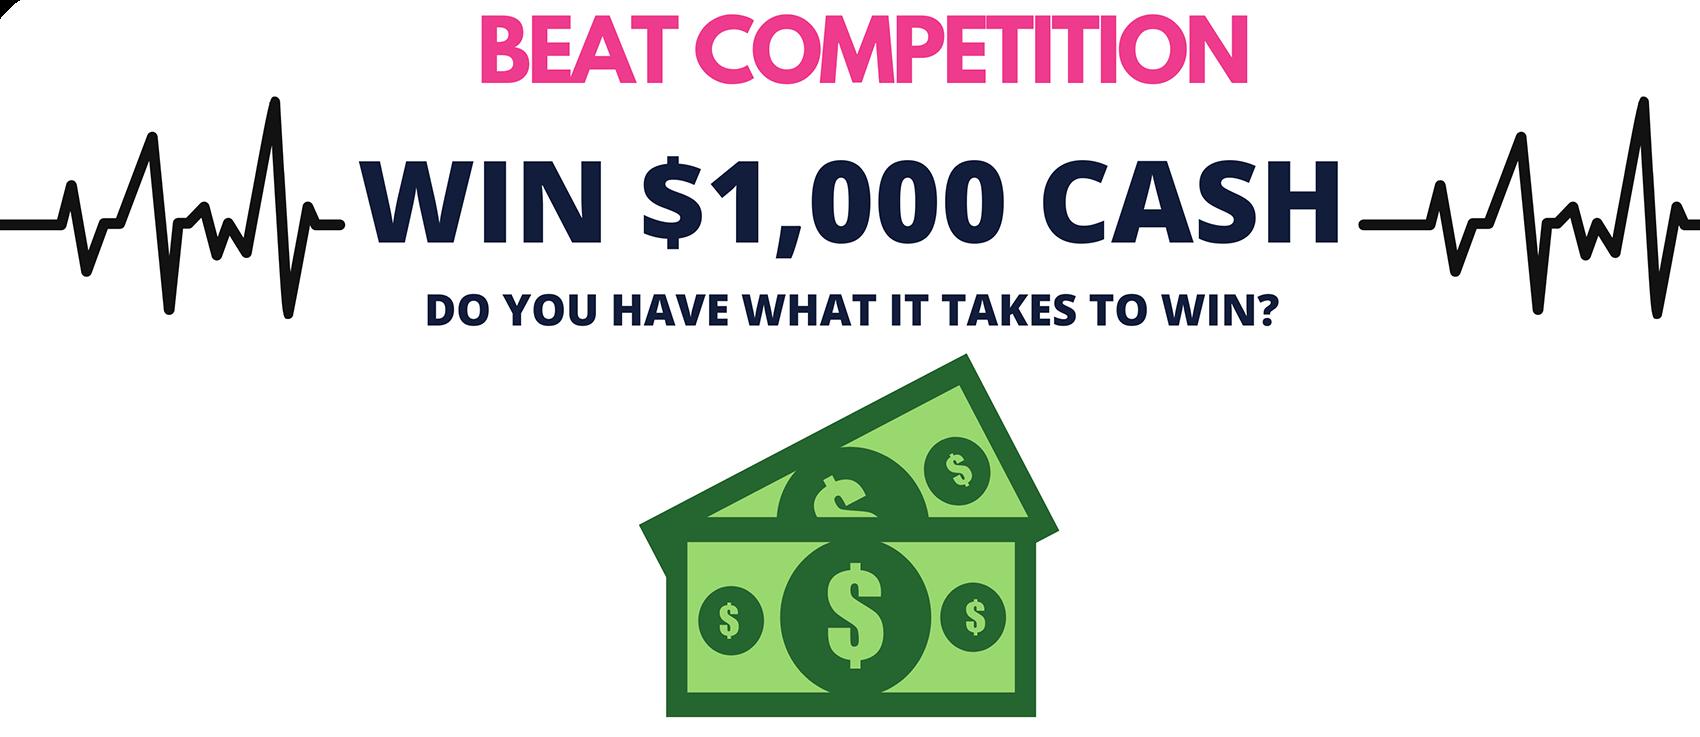 BEAT COMPETITION
WIN $1,000 CASH
DO YOU HAVE WHAT IT TAKES TO WIN?
$
$
$
$
$